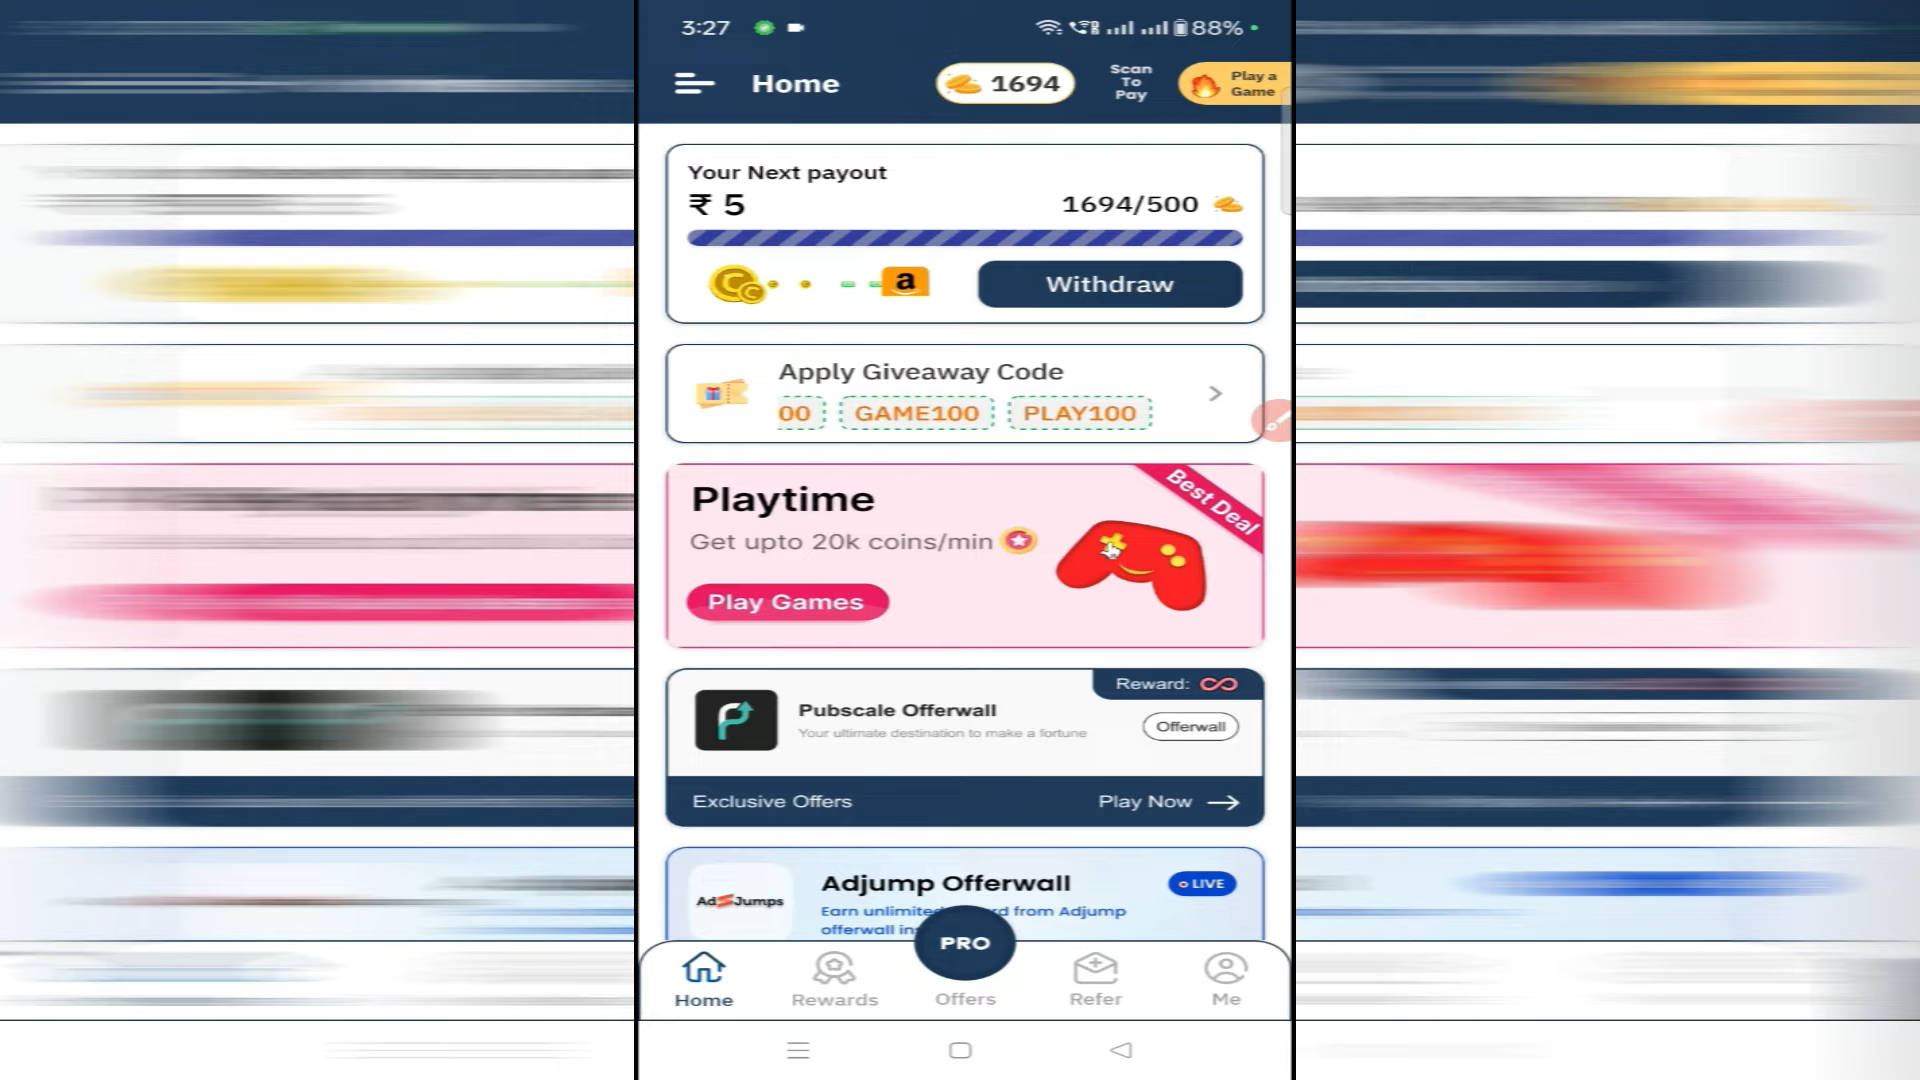 3:27
88%
Home
1694
Scan
To
Pay
Play a
Game
Your Next payout
₹ 5
1694/500
a
Withdraw
Apply Giveaway Code
00
GAME100
PLAY100
Playtime
Best Deal
Get upto 20k coins/min
Play Games
Reward:
Pubscale Offerwall
Your ultimate destination to make a fortune
Offerwall
Exclusive Offers
Play Now
AdJumps
Adjump Offerwall
LIVE
Earn unlimited rd from Adjump
offerwall
PRO
Home
Rewards
Offers
Refer
Me